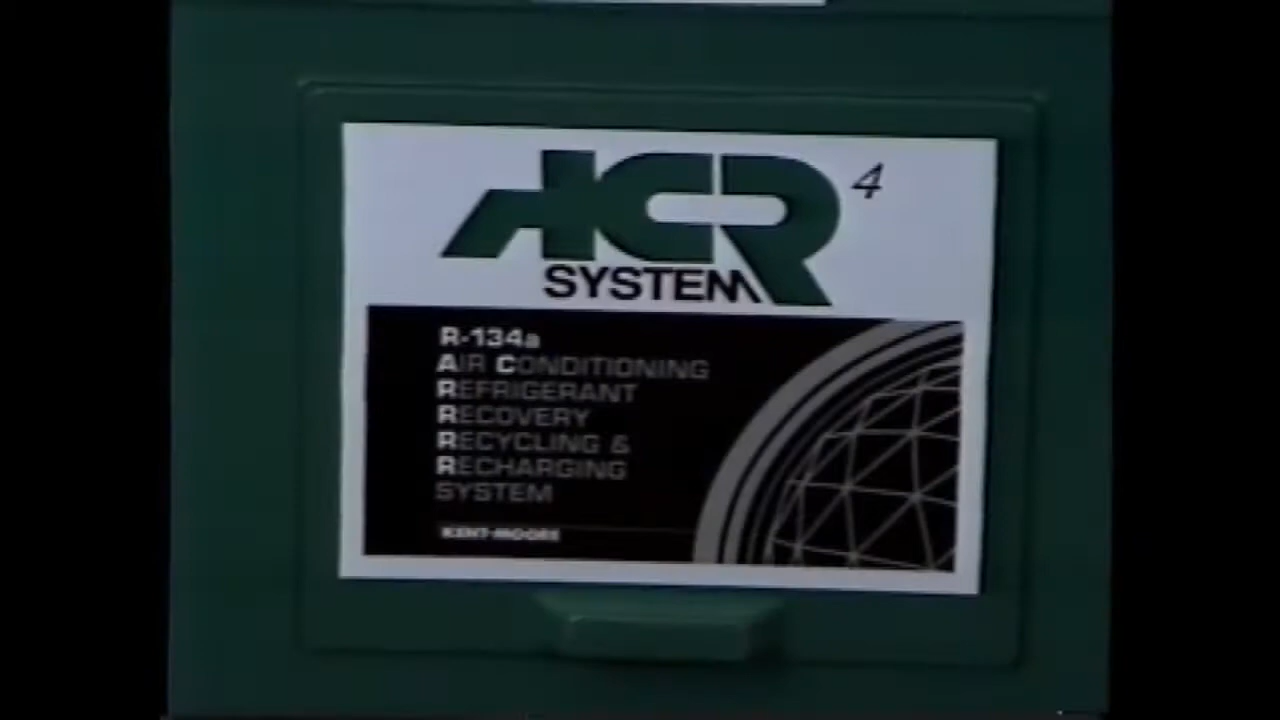 ACR 4
SYSTEM
R-134a
AIR CONDITIONING
REFRIGERANT
RECOVERY
RECYCLING &
RECHARGING
SYSTEM
KENT-MOORE